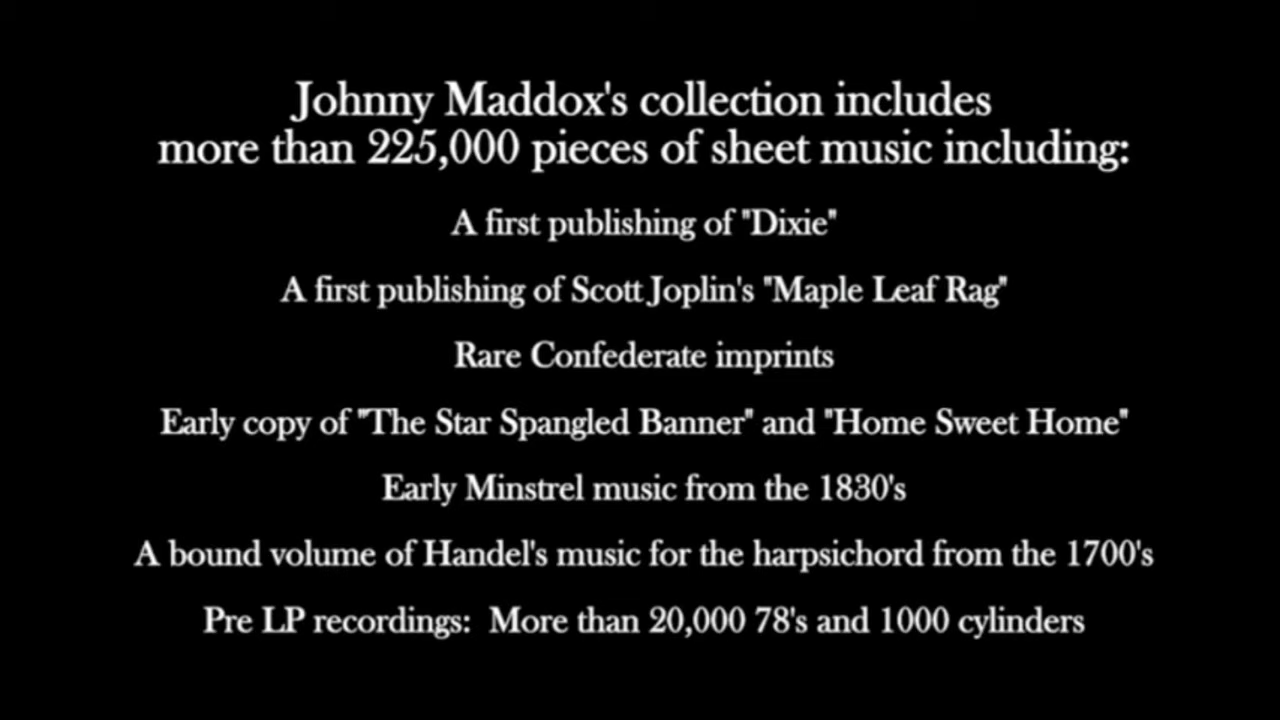 Johnny Maddox's collection includes
more than 225,000 pieces of sheet music including:
A first publishing of "Dixie"
A first publishing of Scott Joplin's "Maple Leaf Rag"
Rare Confederate imprints
Early copy of "The Star Spangled Banner" and "Home Sweet Home"
Early Minstrel music from the 1830's
A bound volume of Handel's music for the harpsichord from the 1700's
Pre LP recordings:  More than 20,000 78's and 1000 cylinders